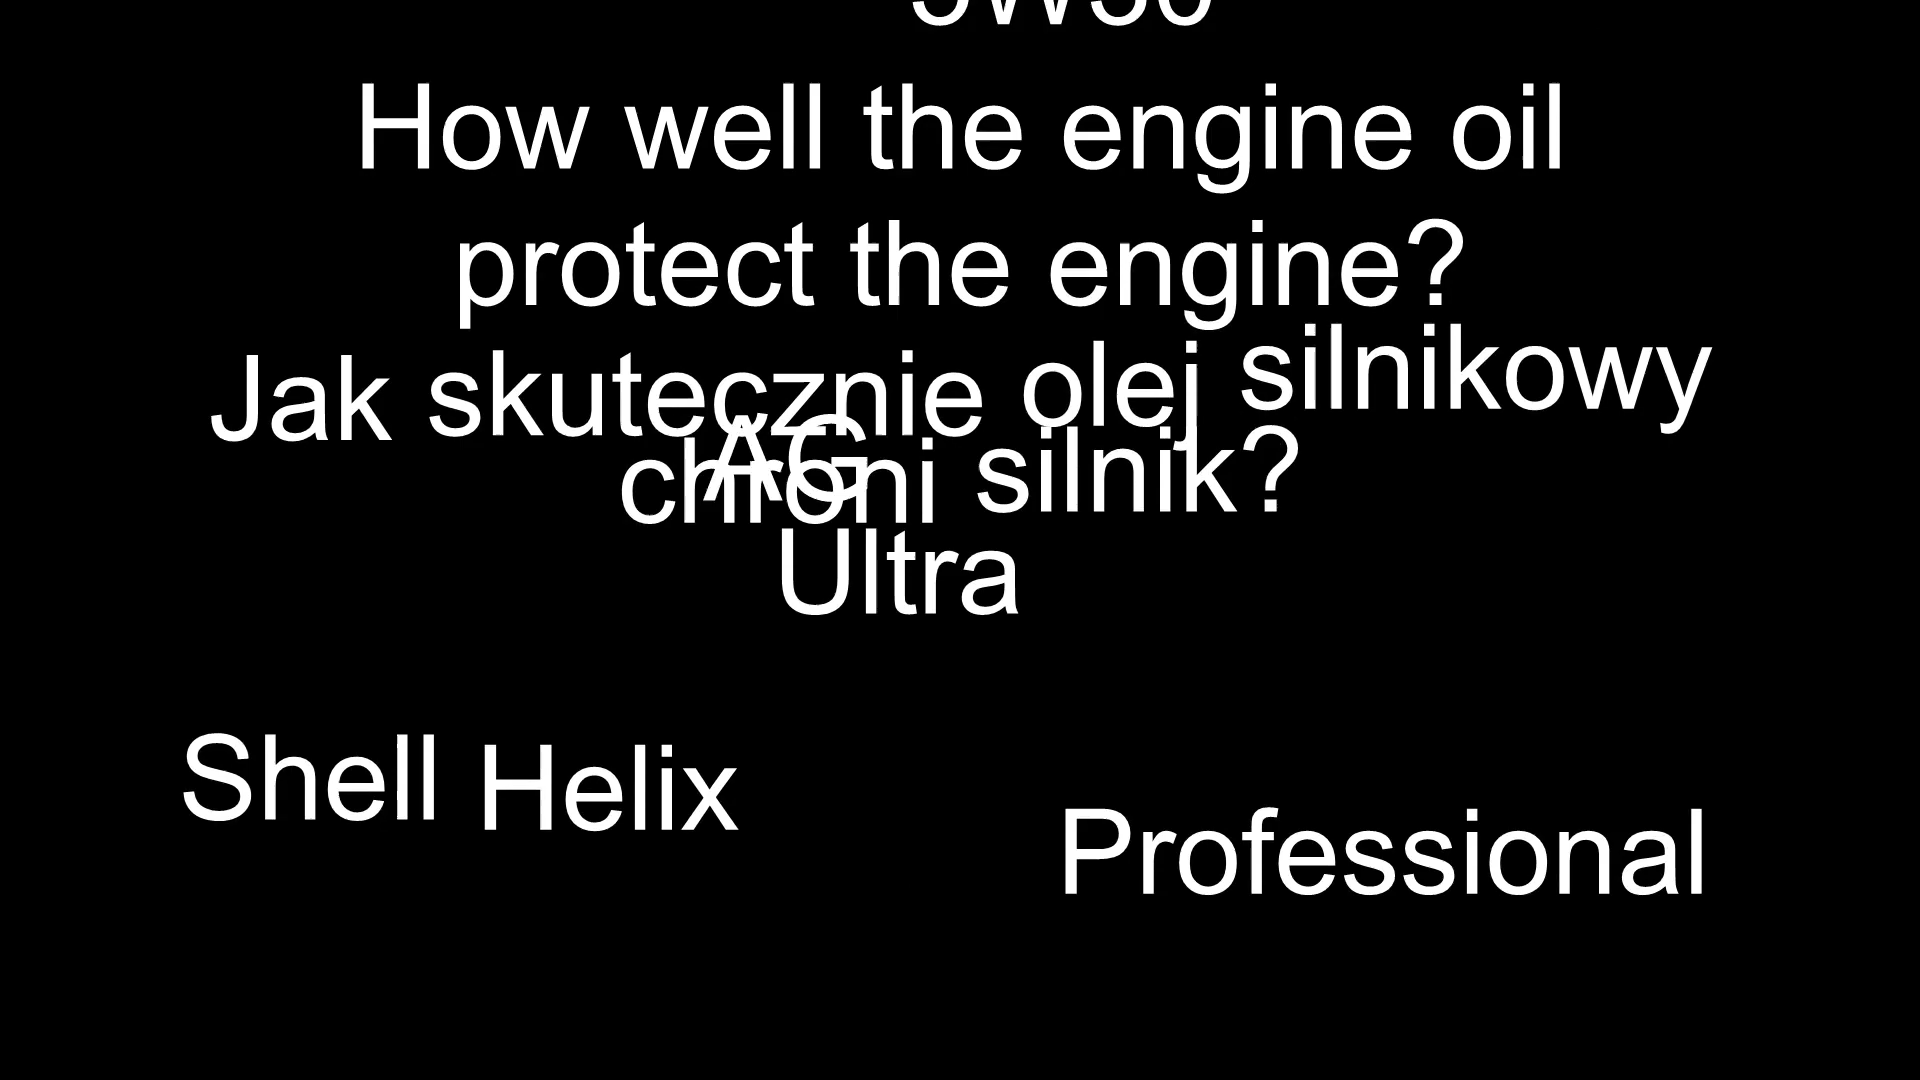 How well the engine oil
protect the engine?
Jak skutecznie olej silnikowy
chroni silnik?
AG
Ultra
Shell Helix
Professional